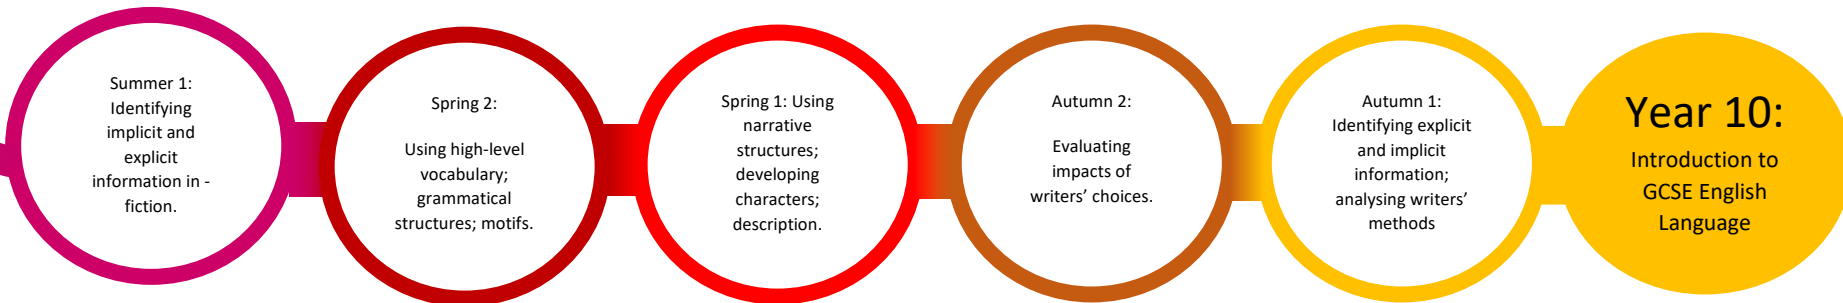 Summer 1:
Identifying
implicit and
explicit
information in -
fiction.
Spring 2:
Using high-level
vocabulary;
grammatical
structures; motifs.
Spring 1: Using
narrative
structures;
developing
characters;
description.
Autumn 2:
Evaluating
impacts of
writers’ choices.
Autumn 1:
Identifying explicit
and implicit
information;
analysing writers’
methods
Year 10:
Introduction to
GCSE English
Language